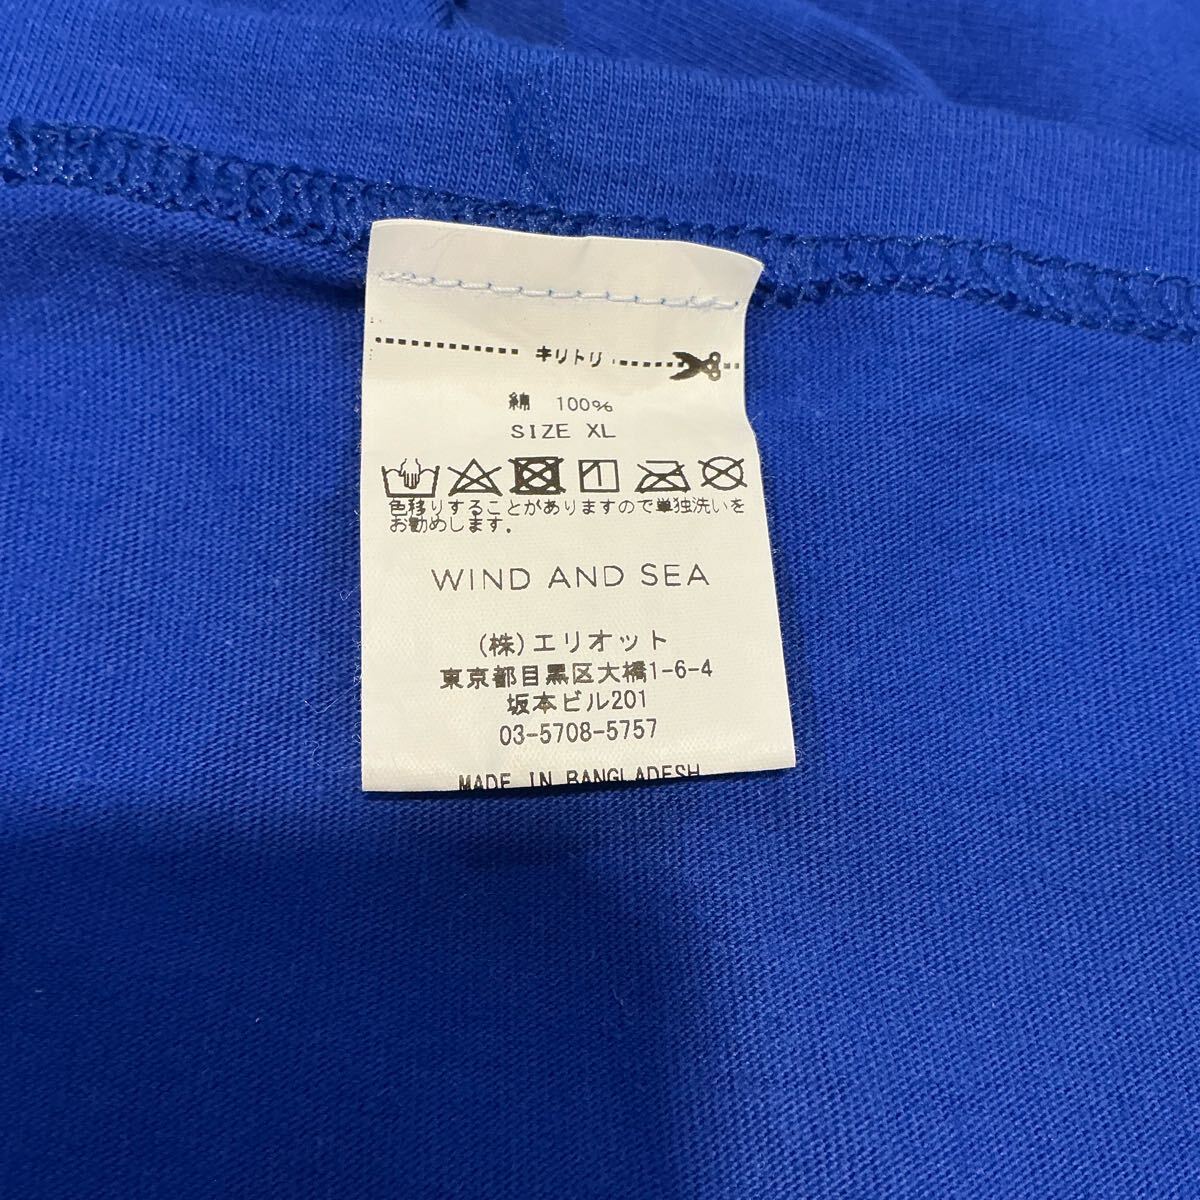 キリトリ
綿 100%
SIZE XL
色移りすることがありますので単独洗いを
お勧めします。
WIND AND SEA
(株)エリオット
東京都目黒区大橋1-6-4
坂本ビル201
03-5708-5757
MADE IN BANGLADESH